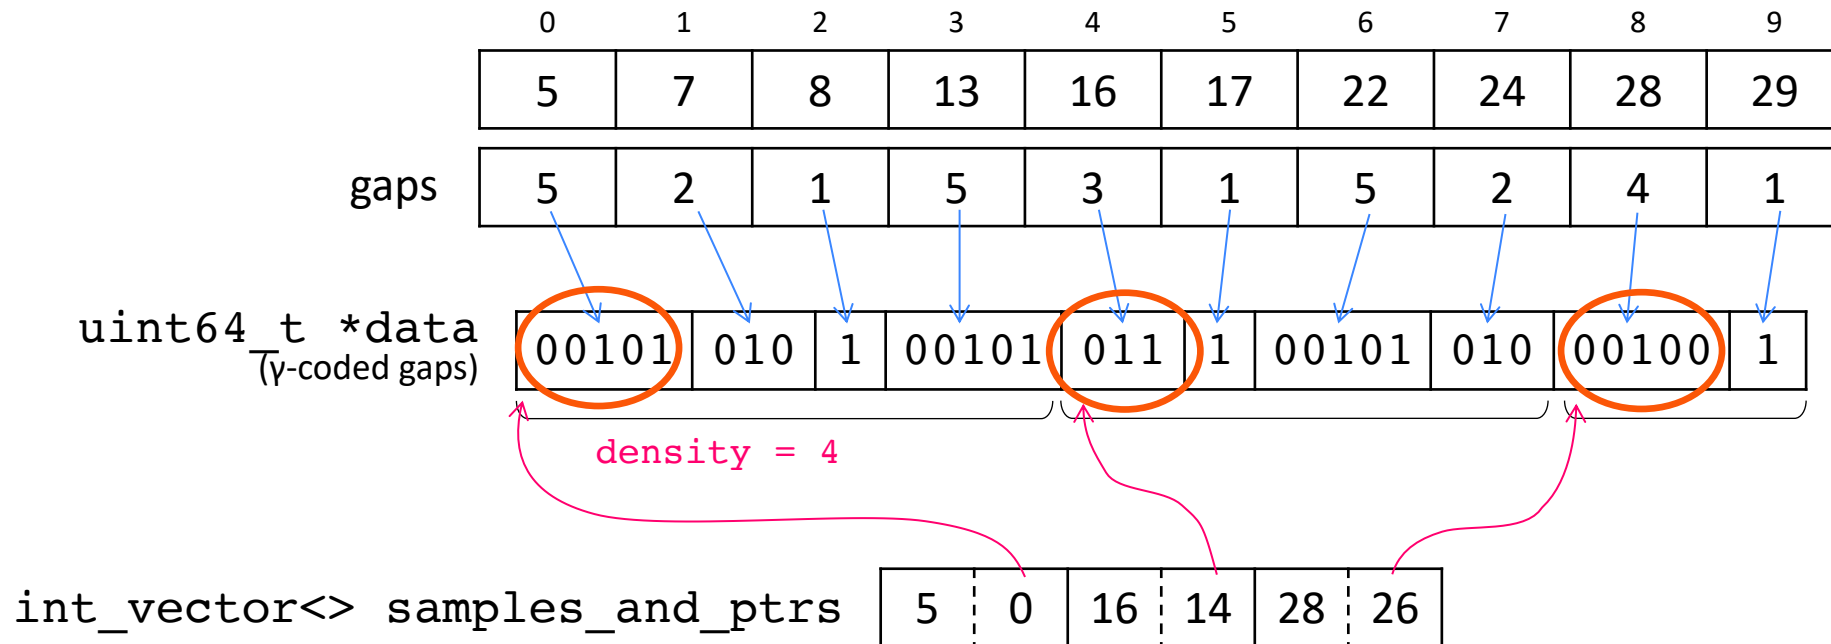 0 1 2 3 4 5 6 7 8 9
5 7 8 13 16 17 22 24 28 29
gaps 5 2 1 5 3 1 5 2 4 1
uint64_t *data 00101 010 1 00101 011 1 00101 010 00100 1
(γ-coded gaps)
density = 4
int_vector<> samples_and_ptrs 5 0 16 14 28 26